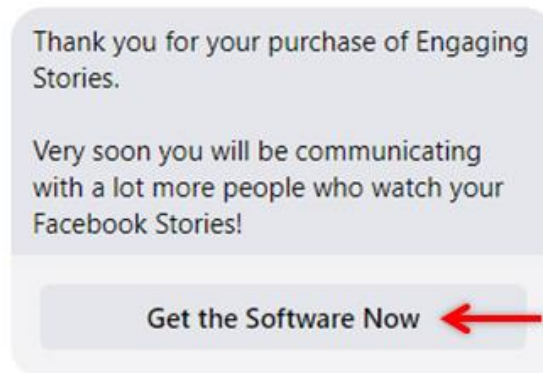 Thank you for your purchase of Engaging
Stories.
Very soon you will be communicating
with a lot more people who watch your
Facebook Stories!
Get the Software Now